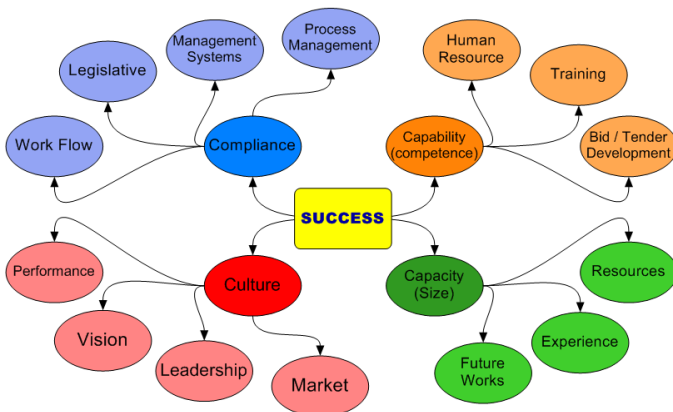 Process
Management
Management
Systems
Legislative
Work Flow
Compliance
Human
Resource
Training
Capability
(competence)
Bid / Tender
Development
SUCCESS
Performance
Culture
Vision
Leadership
Market
Capacity
(Size)
Resources
Experience
Future
Works